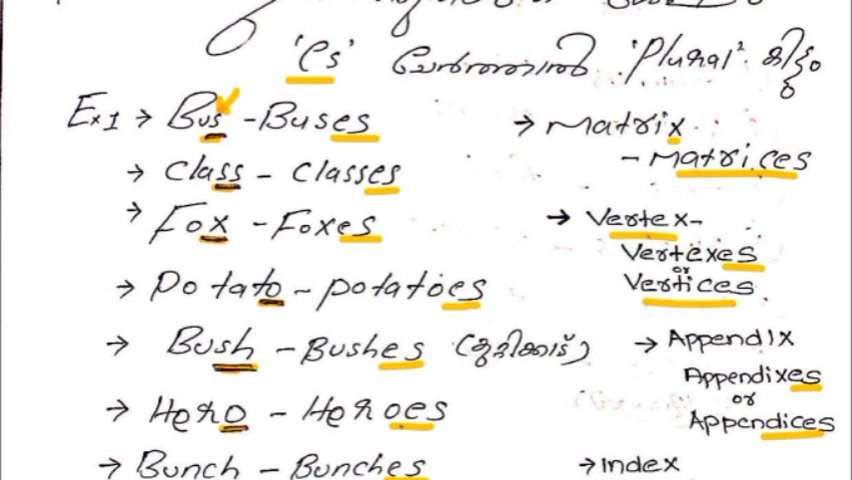 'es' ചേർത്താൽ 'Plural' കിട്ടും
Ex1 → Bus - Buses
→ Class - Classes
→ Fox - Foxes
→ Potato - potatoes
→ Bush - Bushes (കുറ്റിക്കാട്)
→ Hero - Heroes
→ Bunch - Bunches
→ Matrix
- Matrices
→ Vertex -
Vertexes
or
Vertices
→ Appendix
Appendixes
or
Appendices
→ Index